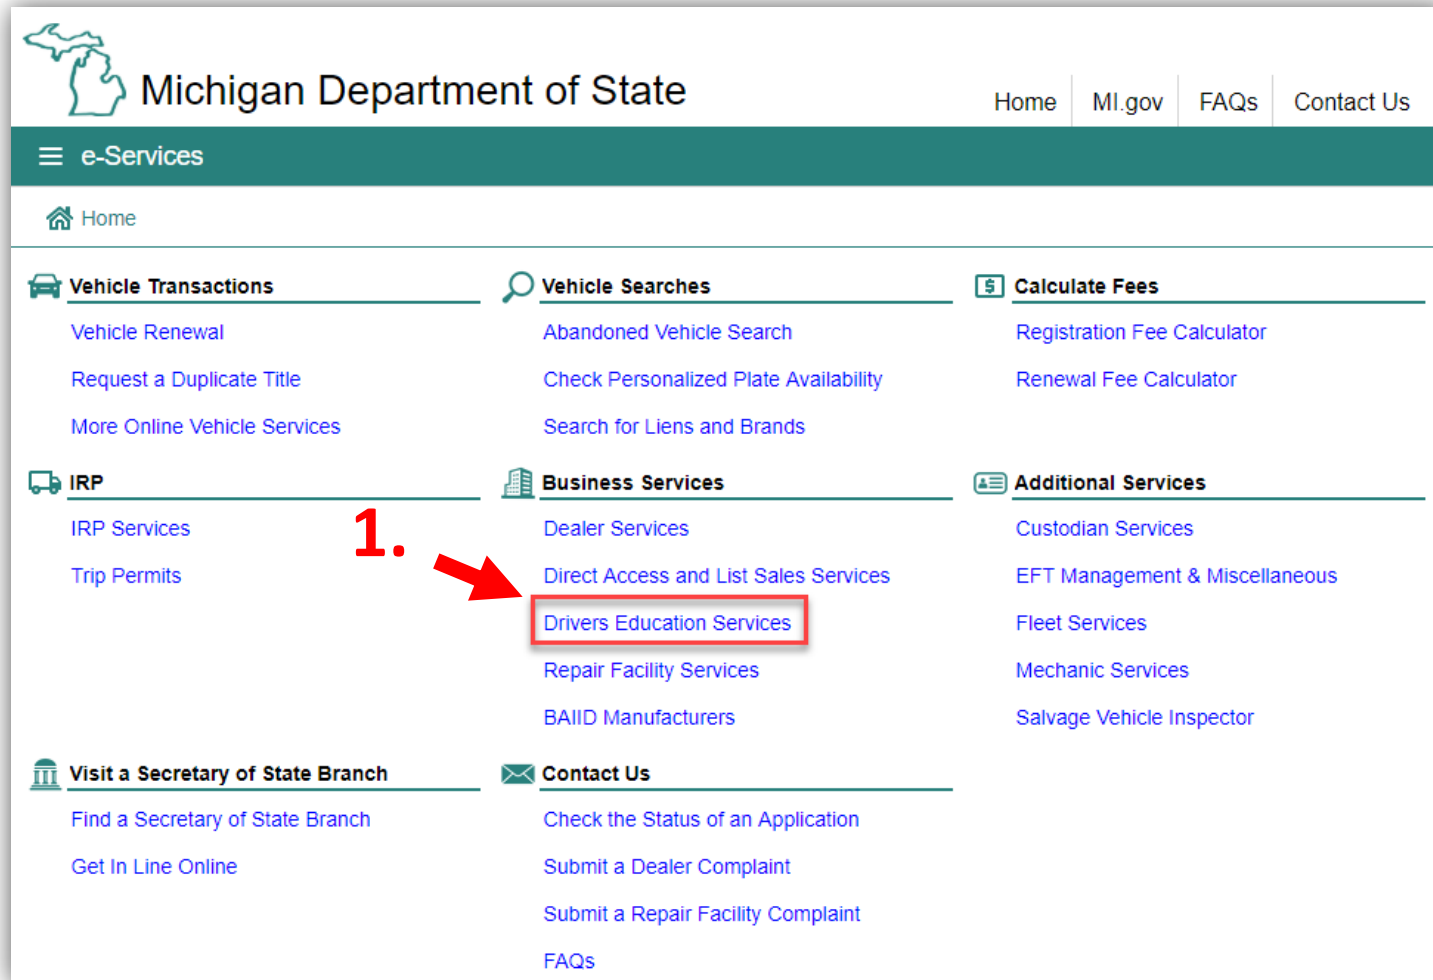 Michigan Department of State
Home MI.gov FAQs Contact Us
e-Services
Home
Vehicle Transactions
Vehicle Renewal
Request a Duplicate Title
More Online Vehicle Services
Vehicle Searches
Abandoned Vehicle Search
Check Personalized Plate Availability
Search for Liens and Brands
$ Calculate Fees
Registration Fee Calculator
Renewal Fee Calculator
IRP
IRP Services
Trip Permits
1.
Business Services
Dealer Services
Direct Access and List Sales Services
Drivers Education Services
Repair Facility Services
BAIID Manufacturers
Additional Services
Custodian Services
EFT Management & Miscellaneous
Fleet Services
Mechanic Services
Salvage Vehicle Inspector
Visit a Secretary of State Branch
Find a Secretary of State Branch
Get In Line Online
Contact Us
Check the Status of an Application
Submit a Dealer Complaint
Submit a Repair Facility Complaint
FAQs